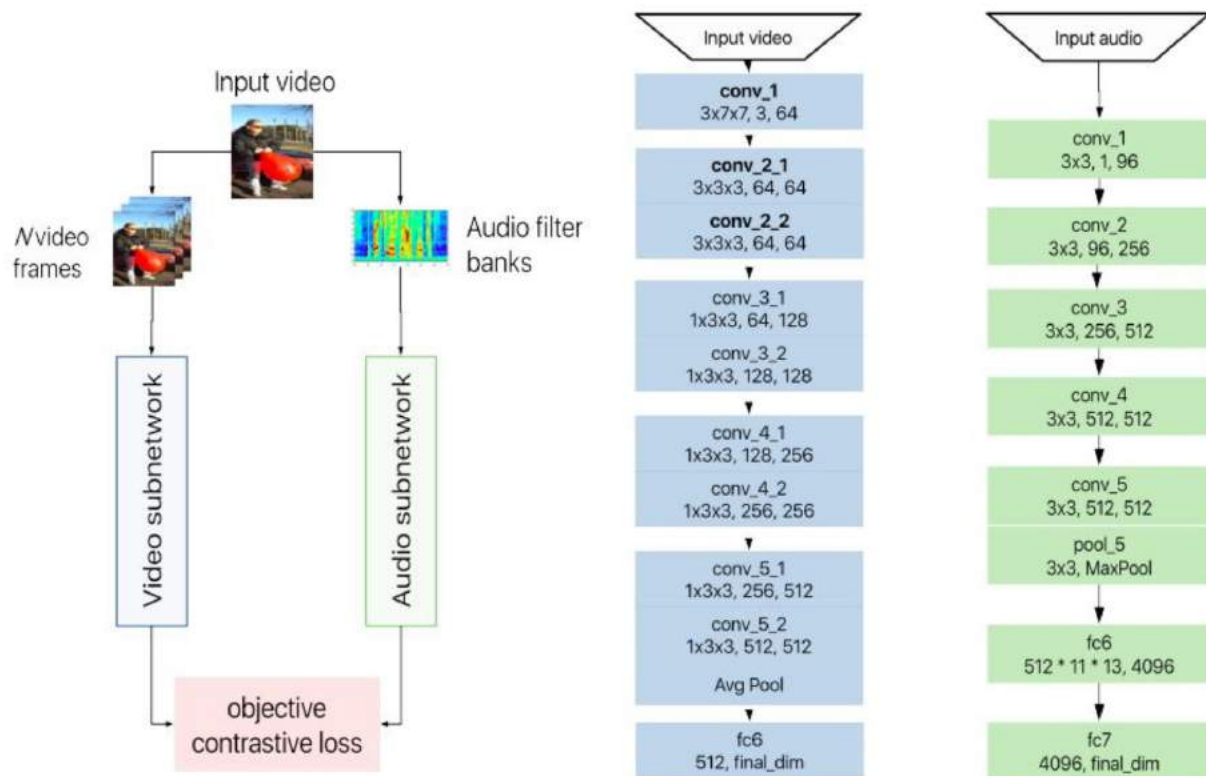 Input video
N video
frames
Audio filter
banks
Video subnetwork
Audio subnetwork
objective
contrastive loss
Input video
conv_1
3x7x7, 3, 64
conv_2_1
3x3x3, 64, 64
conv_2_2
3x3x3, 64, 64
conv_3_1
1x3x3, 64, 128
conv_3_2
1x3x3, 128, 128
conv_4_1
1x3x3, 128, 256
conv_4_2
1x3x3, 256, 256
conv_5_1
1x3x3, 256, 512
conv_5_2
1x3x3, 512, 512
Avg Pool
fc6
512, final_dim
Input audio
conv_1
3x3, 1, 96
conv_2
3x3, 96, 256
conv_3
3x3, 256, 512
conv_4
3x3, 512, 512
conv_5
3x3, 512, 512
pool_5
3x3, MaxPool
fc6
512 * 11 * 13, 4096
fc7
4096, final_dim